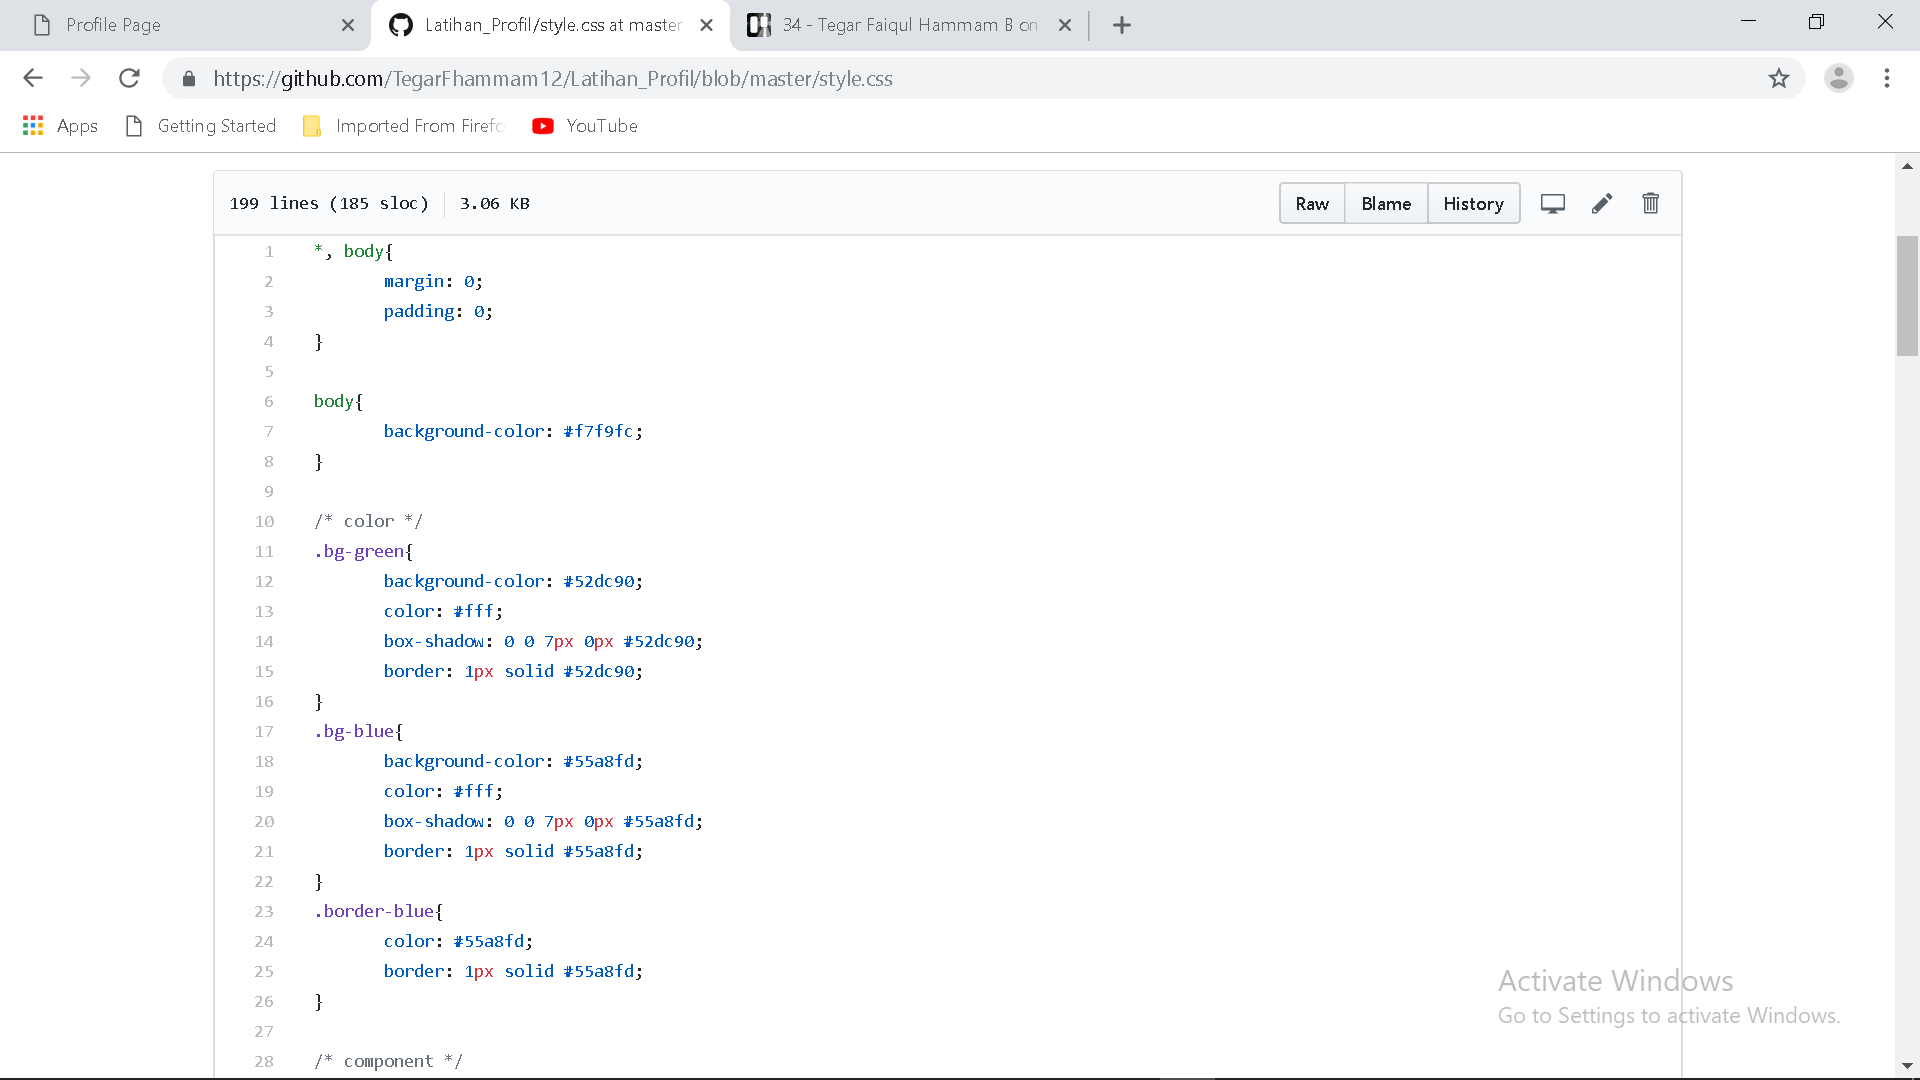 Profile Page
Latihan_Profil/style.css at master
34 - Tegar Faiqul Hammam B on
https://github.com/TegarFhammam12/Latihan_Profil/blob/master/style.css
Apps
Getting Started
Imported From Firefo
YouTube
199 lines (185 sloc)
3.06 KB
Raw
Blame
History
1 *, body{
2 margin: 0;
3 padding: 0;
4 }
5
6 body{
7 background-color: #f7f9fc;
8 }
9
10 /* color */
11 .bg-green{
12 background-color: #52dc90;
13 color: #fff;
14 box-shadow: 0 0 7px 0px #52dc90;
15 border: 1px solid #52dc90;
16 }
17 .bg-blue{
18 background-color: #55a8fd;
19 color: #fff;
20 box-shadow: 0 0 7px 0px #55a8fd;
21 border: 1px solid #55a8fd;
22 }
23 .border-blue{
24 color: #55a8fd;
25 border: 1px solid #55a8fd;
26 }
27
28 /* component */
Activate Windows
Go to Settings to activate Windows.